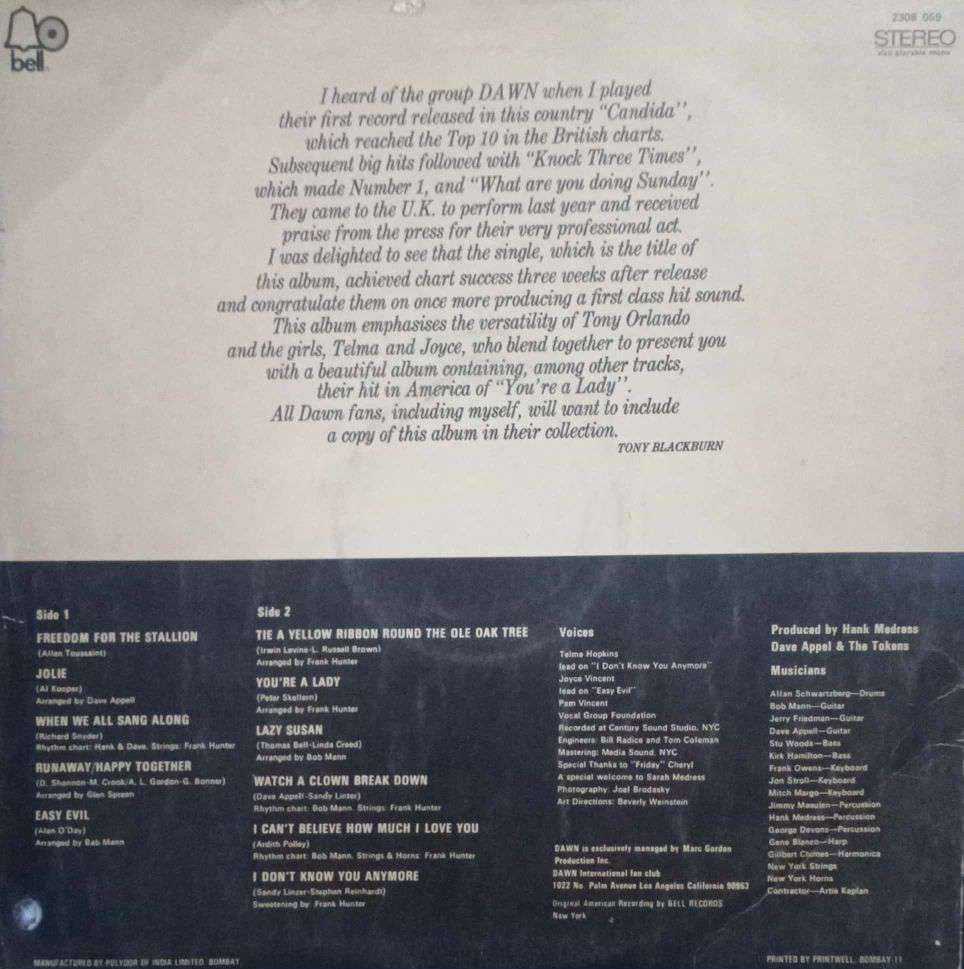 bell
2308 059
STEREO
also playable mono
I heard of the group DAWN when I played
their first record released in this country “Candida”,
which reached the Top 10 in the British charts.
Subsequent big hits followed with “Knock Three Times”,
which made Number 1, and “What are you doing Sunday”.
They came to the U.K. to perform last year and received
praise from the press for their very professional act.
I was delighted to see that the single, which is the title of
this album, achieved chart success three weeks after release
and congratulate them on once more producing a first class hit sound.
This album emphasises the versatility of Tony Orlando
and the girls, Telma and Joyce, who blend together to present you
with a beautiful album containing, among other tracks,
their hit in America of “You're a Lady”.
All Dawn fans, including myself, will want to include
a copy of this album in their collection.
TONY BLACKBURN
Side 1
FREEDOM FOR THE STALLION
(Allen Toussaint)
JOLIE
(Al Kooper)
Arranged by Dave Appell
WHEN WE ALL SANG ALONG
(Richard Snyder)
Rhythm chart: Hank & Dave. Strings: Frank Hunter
RUNAWAY/HAPPY TOGETHER
(D. Shannon-M. Crook/A. L. Gordon-G. Bonner)
Arranged by Glen Spreen
EASY EVIL
(Alan O'Day)
Arranged by Bab Mann
Side 2
TIE A YELLOW RIBBON ROUND THE OLE OAK TREE
(Irwin Levine-L. Russell Brown)
Arranged by Frank Hunter
YOU'RE A LADY
(Peter Skellern)
Arranged by Frank Hunter
LAZY SUSAN
(Thomas Bell-Linda Creed)
Arranged by Bob Mann
WATCH A CLOWN BREAK DOWN
(Dave Appell-Sandy Linter)
Rhythm chart: Bob Mann. Strings: Frank Hunter
I CAN'T BELIEVE HOW MUCH I LOVE YOU
(Ardith Polley)
Rhythm chart: Bob Mann. Strings & Horns: Frank Hunter
I DON'T KNOW YOU ANYMORE
(Sandy Linzer-Stephen Reinhardt)
Sweetening by: Frank Hunter
Voices
Telma Hopkins
lead on "I Don't Know You Anymore"
Joyce Vincent
lead on "Easy Evil"
Pam Vincent
Vocal Group Foundation
Recorded at Century Sound Studio, NYC
Engineers: Bill Radice and Tom Coleman
Mastering: Media Sound, NYC
Special Thanks to "Friday" Cheryl
A special welcome to Sarah Medress
Photography: Joel Brodasky
Art Directions: Beverly Weinstein
DAWN is exclusively managed by Marc Gordon
Production Inc.
DAWN International fan club
1022 No. Palm Avenue Los Angeles California 90063
Original American Recording by BELL RECORDS
New York
Produced by Hank Medress
Dave Appel & The Tokens
Musicians
Allan Schwartzberg—Drums
Bob Mann—Guitar
Jerry Friedman—Guitar
Dave Appell—Guitar
Stu Woods—Bass
Kirk Hamilton—Bass
Frank Owens—Keyboard
Jon Stroll—Keyboard
Mitch Margo—Keyboard
Jimmy Maeulen—Percussion
Hank Medress—Percussion
George Devons—Percussion
Gene Blanco—Harp
Gilbert Chimes—Harmonica
New York Strings
New York Horns
Contractor—Artie Kaplan
MANUFACTURED BY POLYDOR OF INDIA LIMITED. BOMBAY
PRINTED BY PRINTWELL, BOMBAY-11